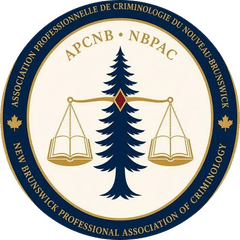 ASSOCIATION PROFESSIONNELLE DE CRIMINOLOGIE DU NOUVEAU-BRUNSWICK
APCNB • NBPAC
NEW BRUNSWICK PROFESSIONAL ASSOCIATION OF CRIMINOLOGY